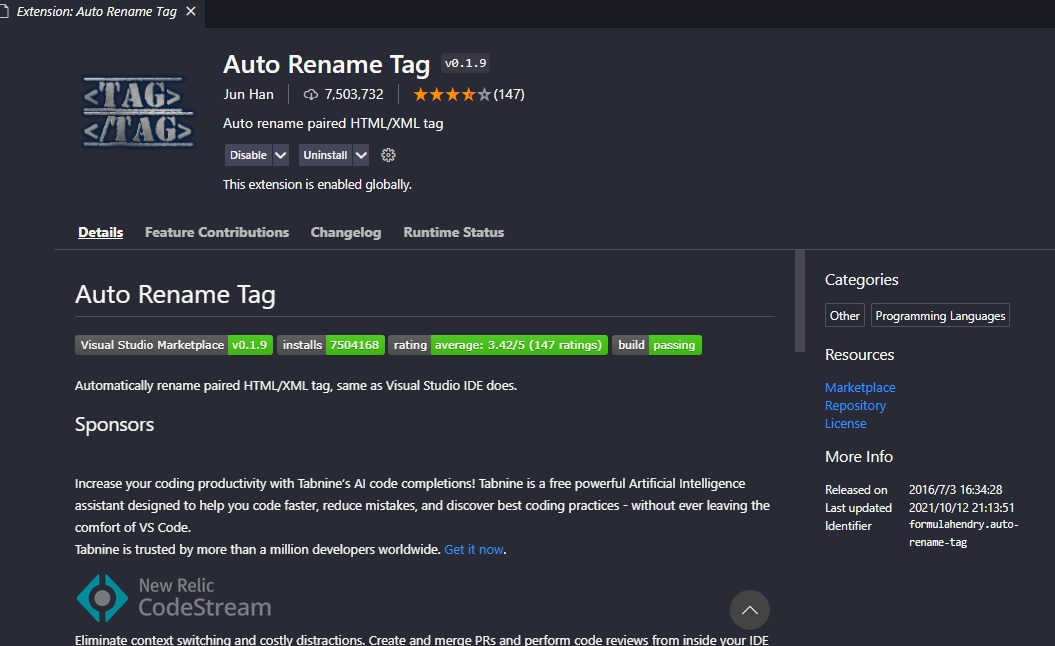 Extension: Auto Rename Tag
<TAG>
</TAG>
Auto Rename Tag v0.1.9
Jun Han 7,503,732 (147)
Auto rename paired HTML/XML tag
Disable Uninstall
This extension is enabled globally.
Details Feature Contributions Changelog Runtime Status
Auto Rename Tag
Visual Studio Marketplace v0.1.9 installs 7504168 rating average: 3.42/5 (147 ratings) build passing
Automatically rename paired HTML/XML tag, same as Visual Studio IDE does.
Sponsors
Increase your coding productivity with Tabnine's AI code completions! Tabnine is a free powerful Artificial Intelligence
assistant designed to help you code faster, reduce mistakes, and discover best coding practices - without ever leaving the
comfort of VS Code.
Tabnine is trusted by more than a million developers worldwide. Get it now.
New Relic
CodeStream
Eliminate context switching and costly distractions. Create and merge PRs and perform code reviews from inside your IDE
Categories
Other Programming Languages
Resources
Marketplace
Repository
License
More Info
Released on 2016/7/3 16:34:28
Last updated 2021/10/12 21:13:51
Identifier formulahendry.auto-
rename-tag